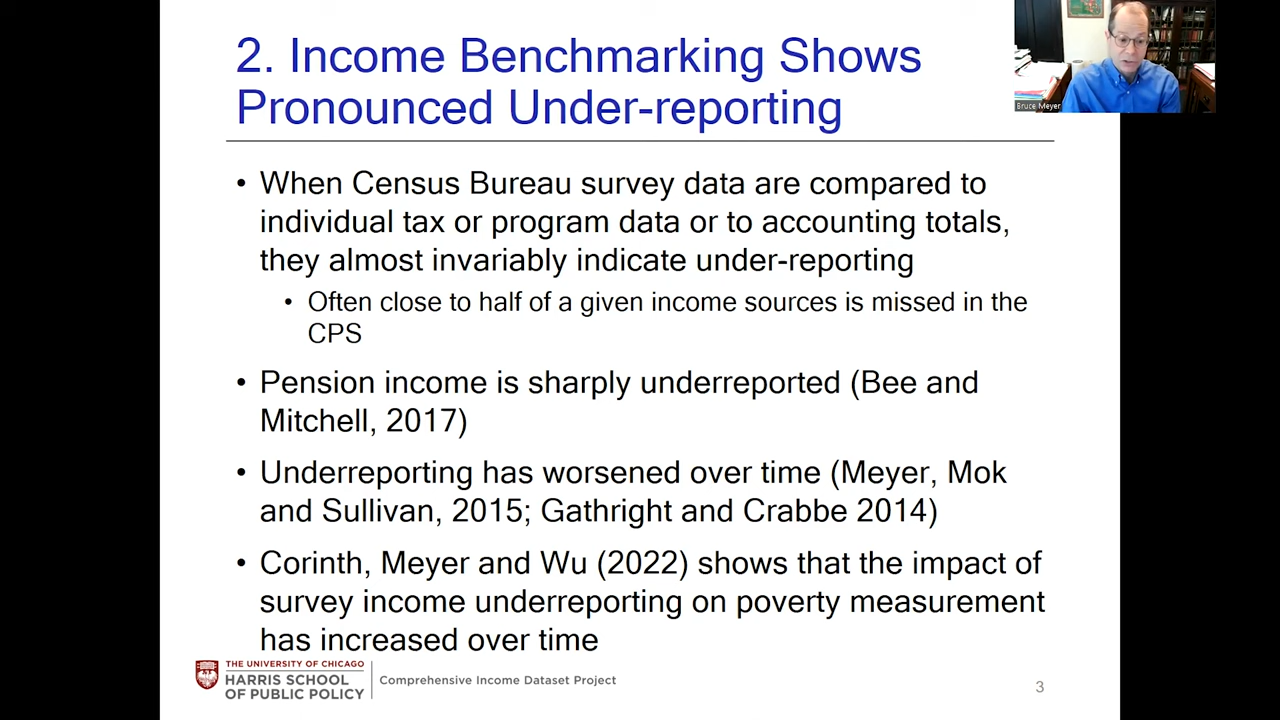 2. Income Benchmarking Shows
Pronounced Under-reporting
Bruce Meyer
• When Census Bureau survey data are compared to
individual tax or program data or to accounting totals,
they almost invariably indicate under-reporting
• Often close to half of a given income sources is missed in the
CPS
• Pension income is sharply underreported (Bee and
Mitchell, 2017)
• Underreporting has worsened over time (Meyer, Mok
and Sullivan, 2015; Gathright and Crabbe 2014)
• Corinth, Meyer and Wu (2022) shows that the impact of
survey income underreporting on poverty measurement
has increased over time
THE UNIVERSITY OF CHICAGO
HARRIS SCHOOL
OF PUBLIC POLICY
Comprehensive Income Dataset Project
3